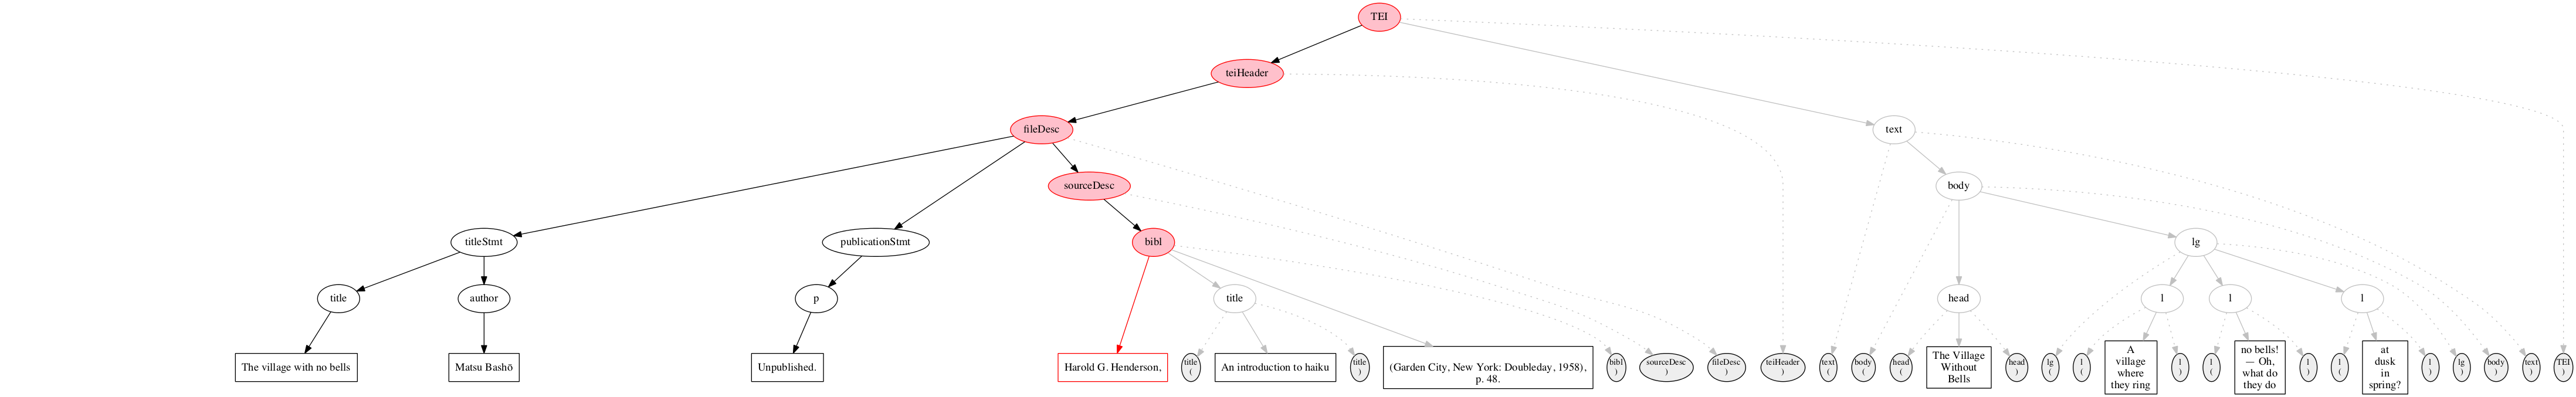 TEI
teiHeader
fileDesc
text
sourceDesc
body
titleStmt
publicationStmt
bibl
lg
title
author
p
title
head
l
l
l
The village with no bells
Matsu Bashō
Unpublished.
Harold G. Henderson,
title
(
An introduction to haiku
title
)
(Garden City, New York: Doubleday, 1958),
p. 48.
bibl
)
sourceDesc
)
fileDesc
)
teiHeader
)
text
(
body
(
head
(
The Village
Without
Bells
head
)
lg
(
l
(
A
village
where
they ring
l
)
l
(
no bells!
— Oh,
what do
they do
l
)
l
(
at
dusk
in
spring?
l
)
lg
)
body
)
text
)
TEI
)